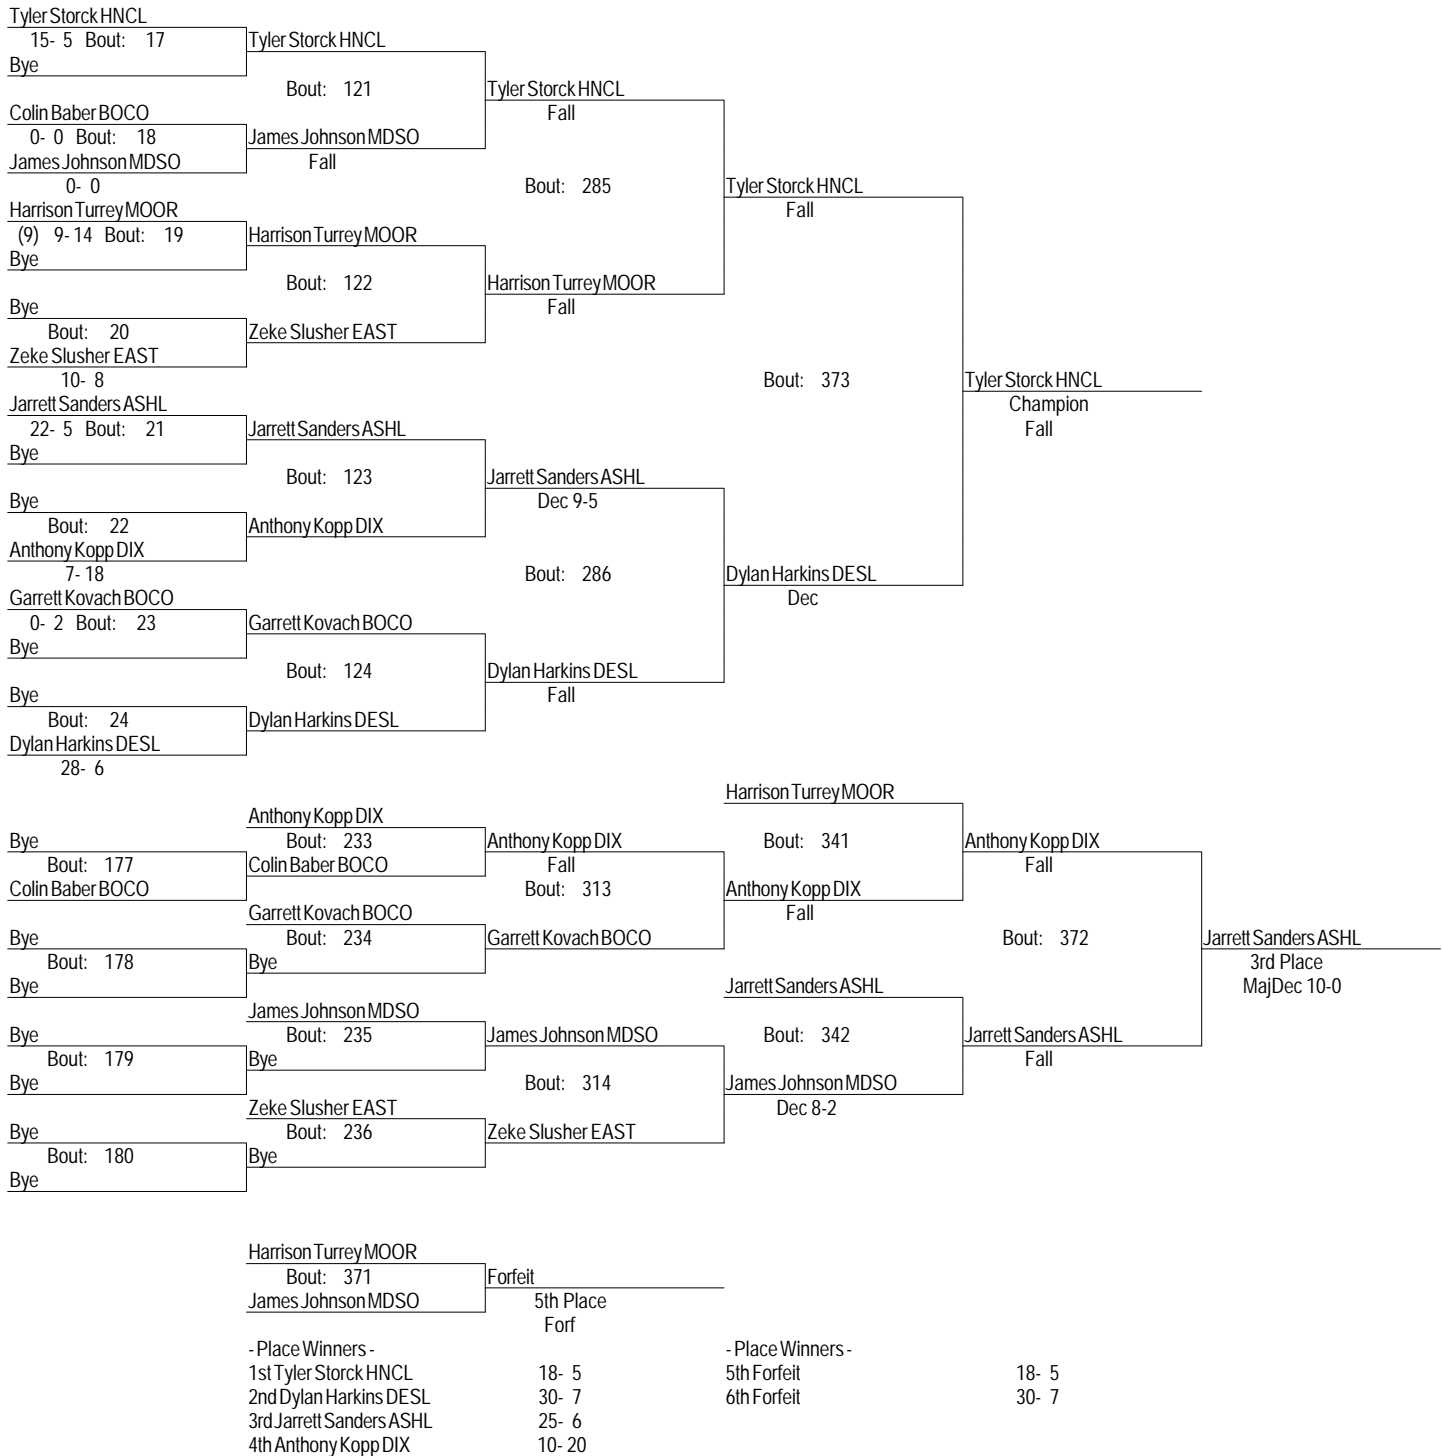 Tyler Storck HNCL
15- 5 Bout: 17
Tyler Storck HNCL
Bye
Bout: 121
Tyler Storck HNCL
Colin Baber BOCO
Fall
0- 0 Bout: 18
James Johnson MDSO
James Johnson MDSO
Fall
0- 0
Bout: 285
Tyler Storck HNCL
Harrison Turrey MOOR
Fall
(9) 9-14 Bout: 19
Harrison Turrey MOOR
Bye
Bout: 122
Harrison Turrey MOOR
Bye
Fall
Bout: 20
Zeke Slusher EAST
Zeke Slusher EAST
10- 8
Bout: 373
Tyler Storck HNCL
Jarrett Sanders ASHL
Champion
22- 5 Bout: 21
Jarrett Sanders ASHL
Fall
Bye
Bout: 123
Jarrett Sanders ASHL
Bye
Dec 9-5
Bout: 22
Anthony Kopp DIX
Anthony Kopp DIX
7-18
Bout: 286
Dylan Harkins DESL
Garrett Kovach BOCO
Dec
0- 2 Bout: 23
Garrett Kovach BOCO
Bye
Bout: 124
Dylan Harkins DESL
Bye
Fall
Bout: 24
Dylan Harkins DESL
Dylan Harkins DESL
28- 6
Harrison Turrey MOOR
Anthony Kopp DIX
Bye
Bout: 233
Anthony Kopp DIX
Bout: 341
Anthony Kopp DIX
Bout: 177
Colin Baber BOCO
Fall
Fall
Colin Baber BOCO
Bout: 313
Anthony Kopp DIX
Garrett Kovach BOCO
Fall
Bye
Bout: 234
Garrett Kovach BOCO
Bout: 372
Jarrett Sanders ASHL
Bout: 178
Bye
3rd Place
Bye
Jarrett Sanders ASHL
MajDec 10-0
James Johnson MDSO
Bye
Bout: 235
James Johnson MDSO
Bout: 342
Jarrett Sanders ASHL
Bout: 179
Bye
Fall
Bye
Bout: 314
James Johnson MDSO
Zeke Slusher EAST
Dec 8-2
Bye
Bout: 236
Zeke Slusher EAST
Bout: 180
Bye
Bye
Harrison Turrey MOOR
Bout: 371
Forfeit
James Johnson MDSO
5th Place
Forf
- Place Winners -
- Place Winners -
1st Tyler Storck HNCL 18- 5
5th Forfeit 18- 5
2nd Dylan Harkins DESL 30- 7
6th Forfeit 30- 7
3rd Jarrett Sanders ASHL 25- 6
4th Anthony Kopp DIX 10-20